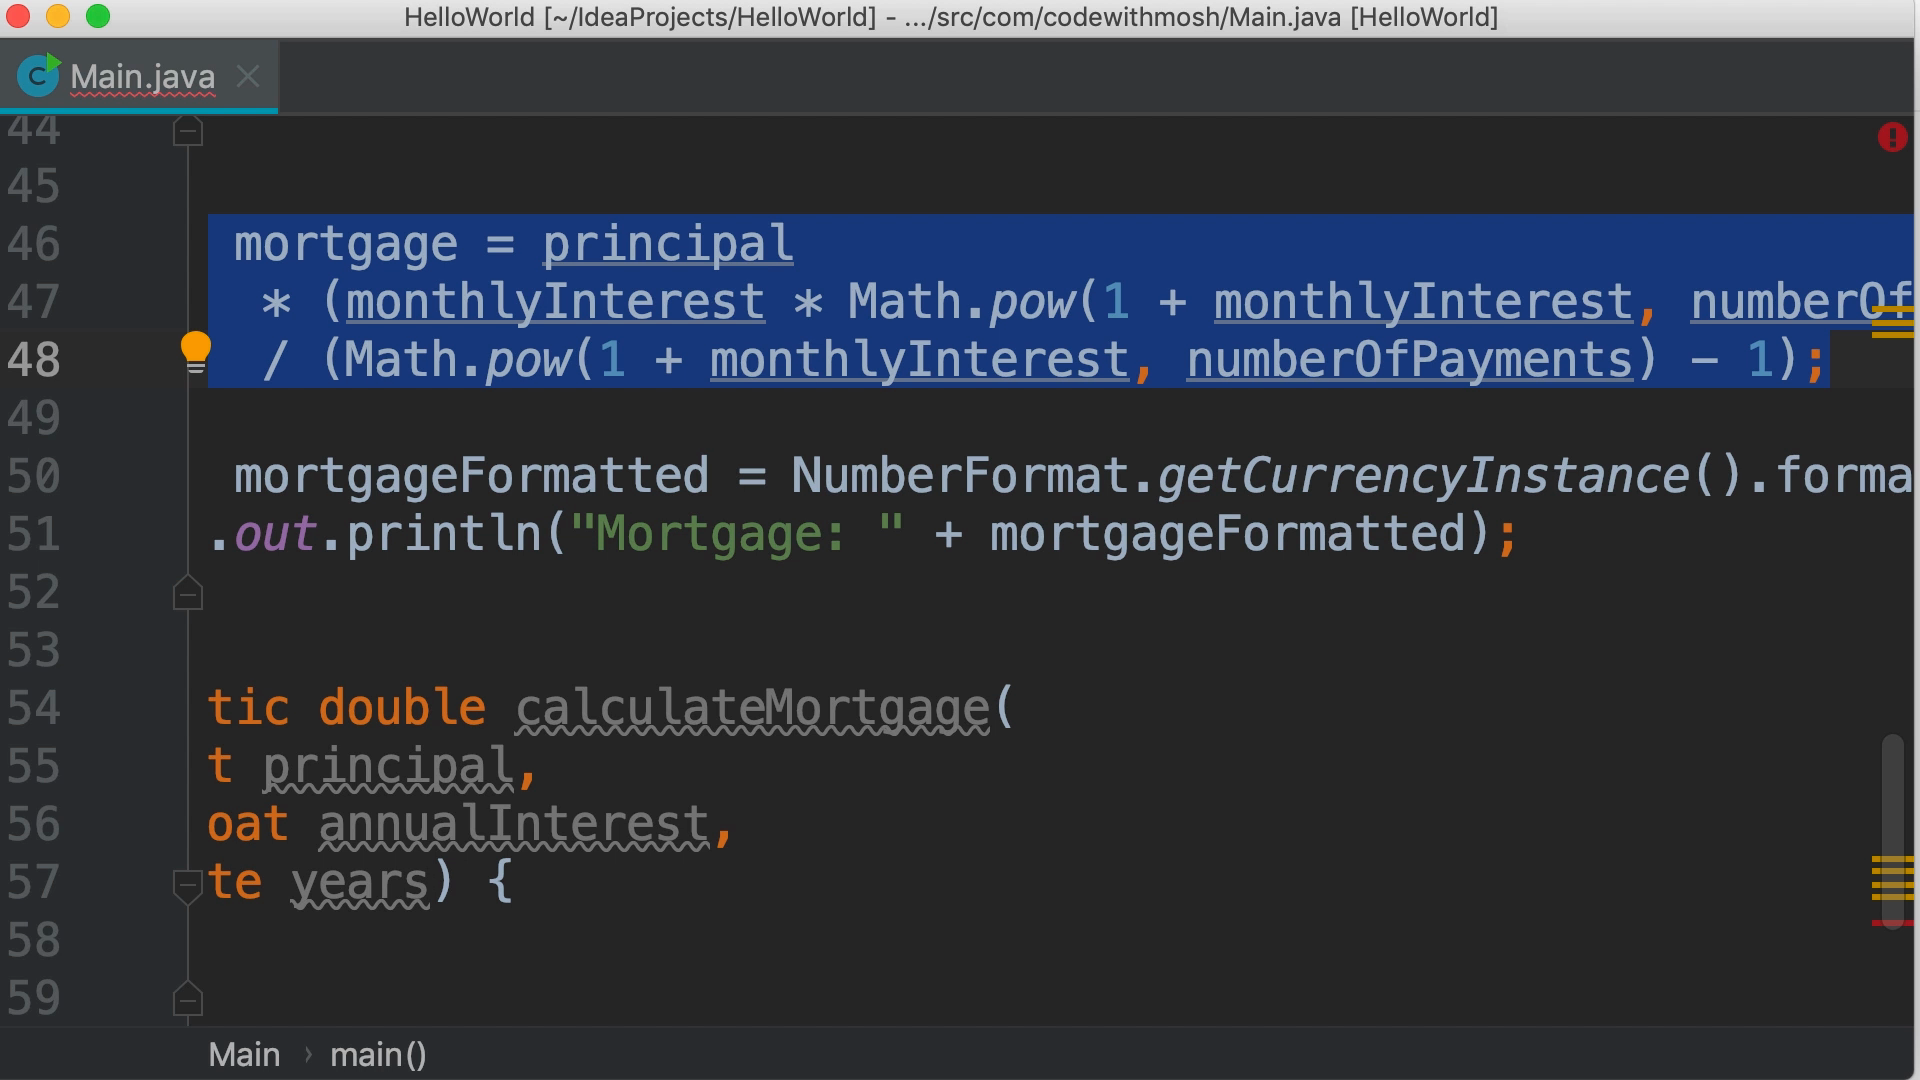 HelloWorld [~/IdeaProjects/HelloWorld] - .../src/com/codewithmosh/Main.java [HelloWorld]
C Main.java
44
45
46 mortgage = principal
47 * (monthlyInterest * Math.pow(1 + monthlyInterest, numberOf
48 / (Math.pow(1 + monthlyInterest, numberOfPayments) - 1);
49
50 mortgageFormatted = NumberFormat.getCurrencyInstance().forma
51 .out.println("Mortgage: " + mortgageFormatted);
52
53
54 tic double calculateMortgage(
55 t principal,
56 oat annualInterest,
57 te years) {
58
59
Main › main()